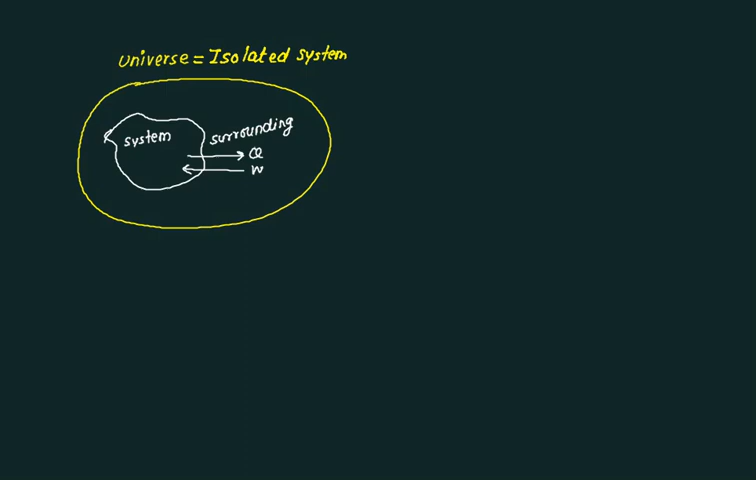 universe = Isolated system
system surrounding
Q
W